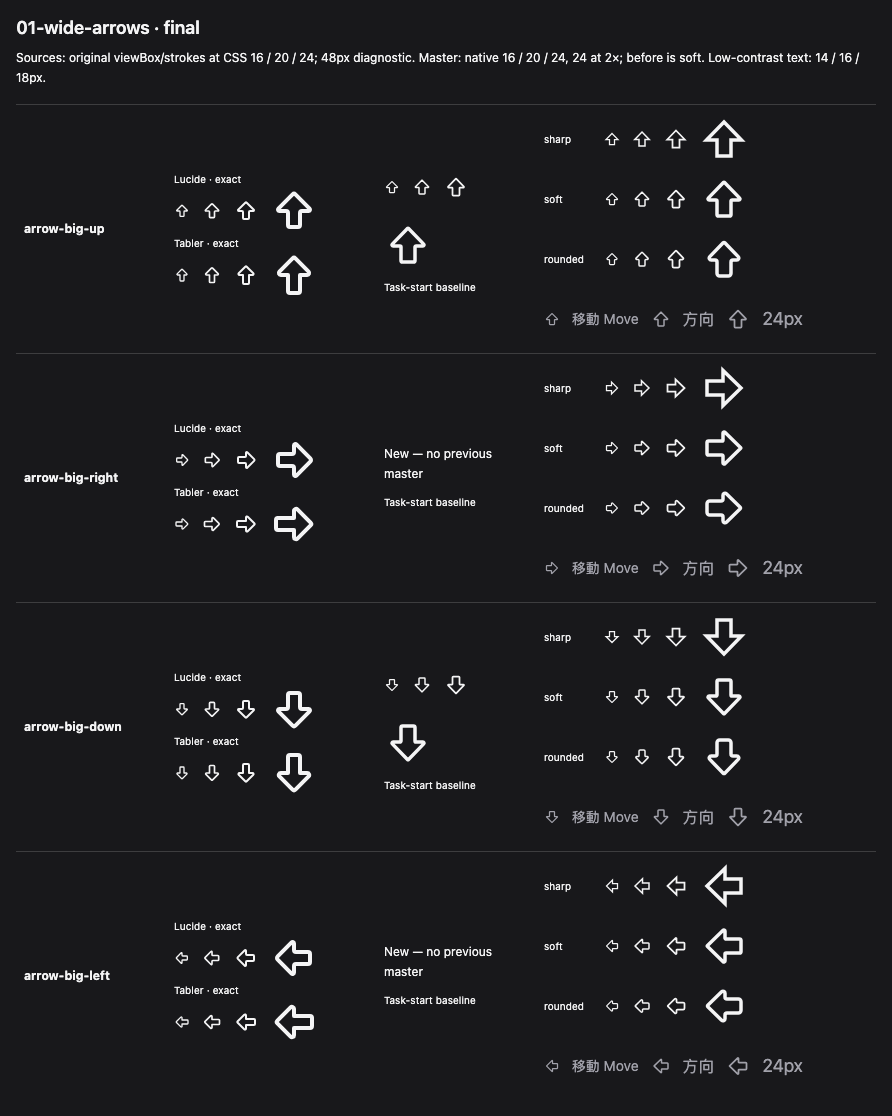 01-wide-arrows · final
Sources: original viewBox/strokes at CSS 16 / 20 / 24; 48px diagnostic. Master: native 16 / 20 / 24, 24 at 2×; before is soft. Low-contrast text: 14 / 16 /
18px.
arrow-big-up
Lucide · exact
Tabler · exact
Task-start baseline
sharp
soft
rounded
移動 Move 方向 24px
arrow-big-right
Lucide · exact
Tabler · exact
New — no previous
master
Task-start baseline
sharp
soft
rounded
移動 Move 方向 24px
arrow-big-down
Lucide · exact
Tabler · exact
Task-start baseline
sharp
soft
rounded
移動 Move 方向 24px
arrow-big-left
Lucide · exact
Tabler · exact
New — no previous
master
Task-start baseline
sharp
soft
rounded
移動 Move 方向 24px